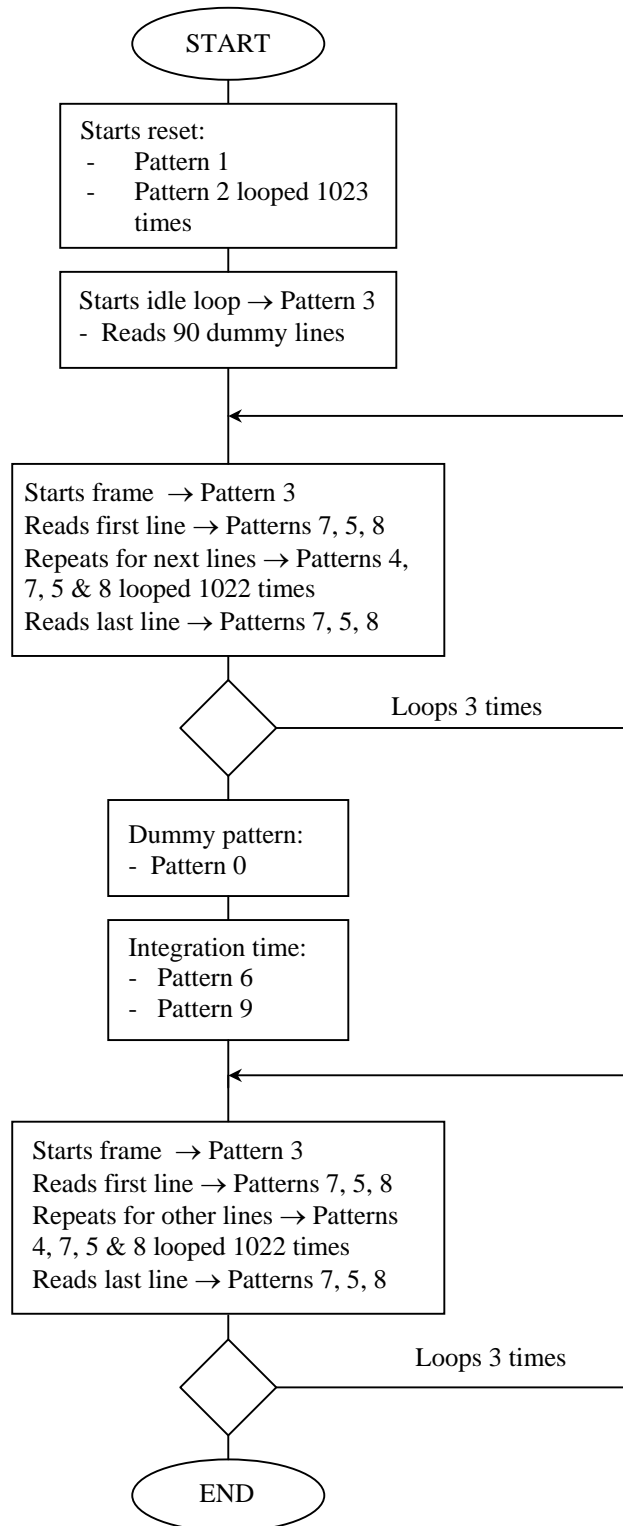 START
Starts reset:
- Pattern 1
- Pattern 2 looped 1023
times
Starts idle loop → Pattern 3
- Reads 90 dummy lines
Starts frame → Pattern 3
Reads first line → Patterns 7, 5, 8
Repeats for next lines → Patterns 4,
7, 5 & 8 looped 1022 times
Reads last line → Patterns 7, 5, 8
Loops 3 times
Dummy pattern:
- Pattern 0
Integration time:
- Pattern 6
- Pattern 9
Starts frame → Pattern 3
Reads first line → Patterns 7, 5, 8
Repeats for other lines → Patterns
4, 7, 5 & 8 looped 1022 times
Reads last line → Patterns 7, 5, 8
Loops 3 times
END